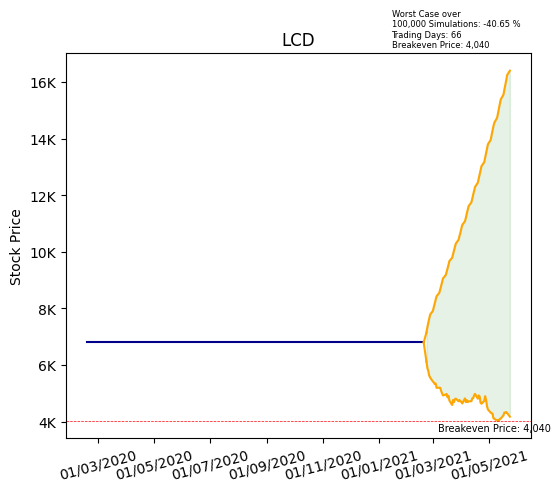 Worst Case over
100,000 Simulations: -40.65 %
Trading Days: 66
Breakeven Price: 4,040
LCD
Stock Price
16K
14K
12K
10K
8K
6K
4K
Breakeven Price: 4,040
01/03/2020
01/05/2020
01/07/2020
01/09/2020
01/11/2020
01/01/2021
01/03/2021
01/05/2021